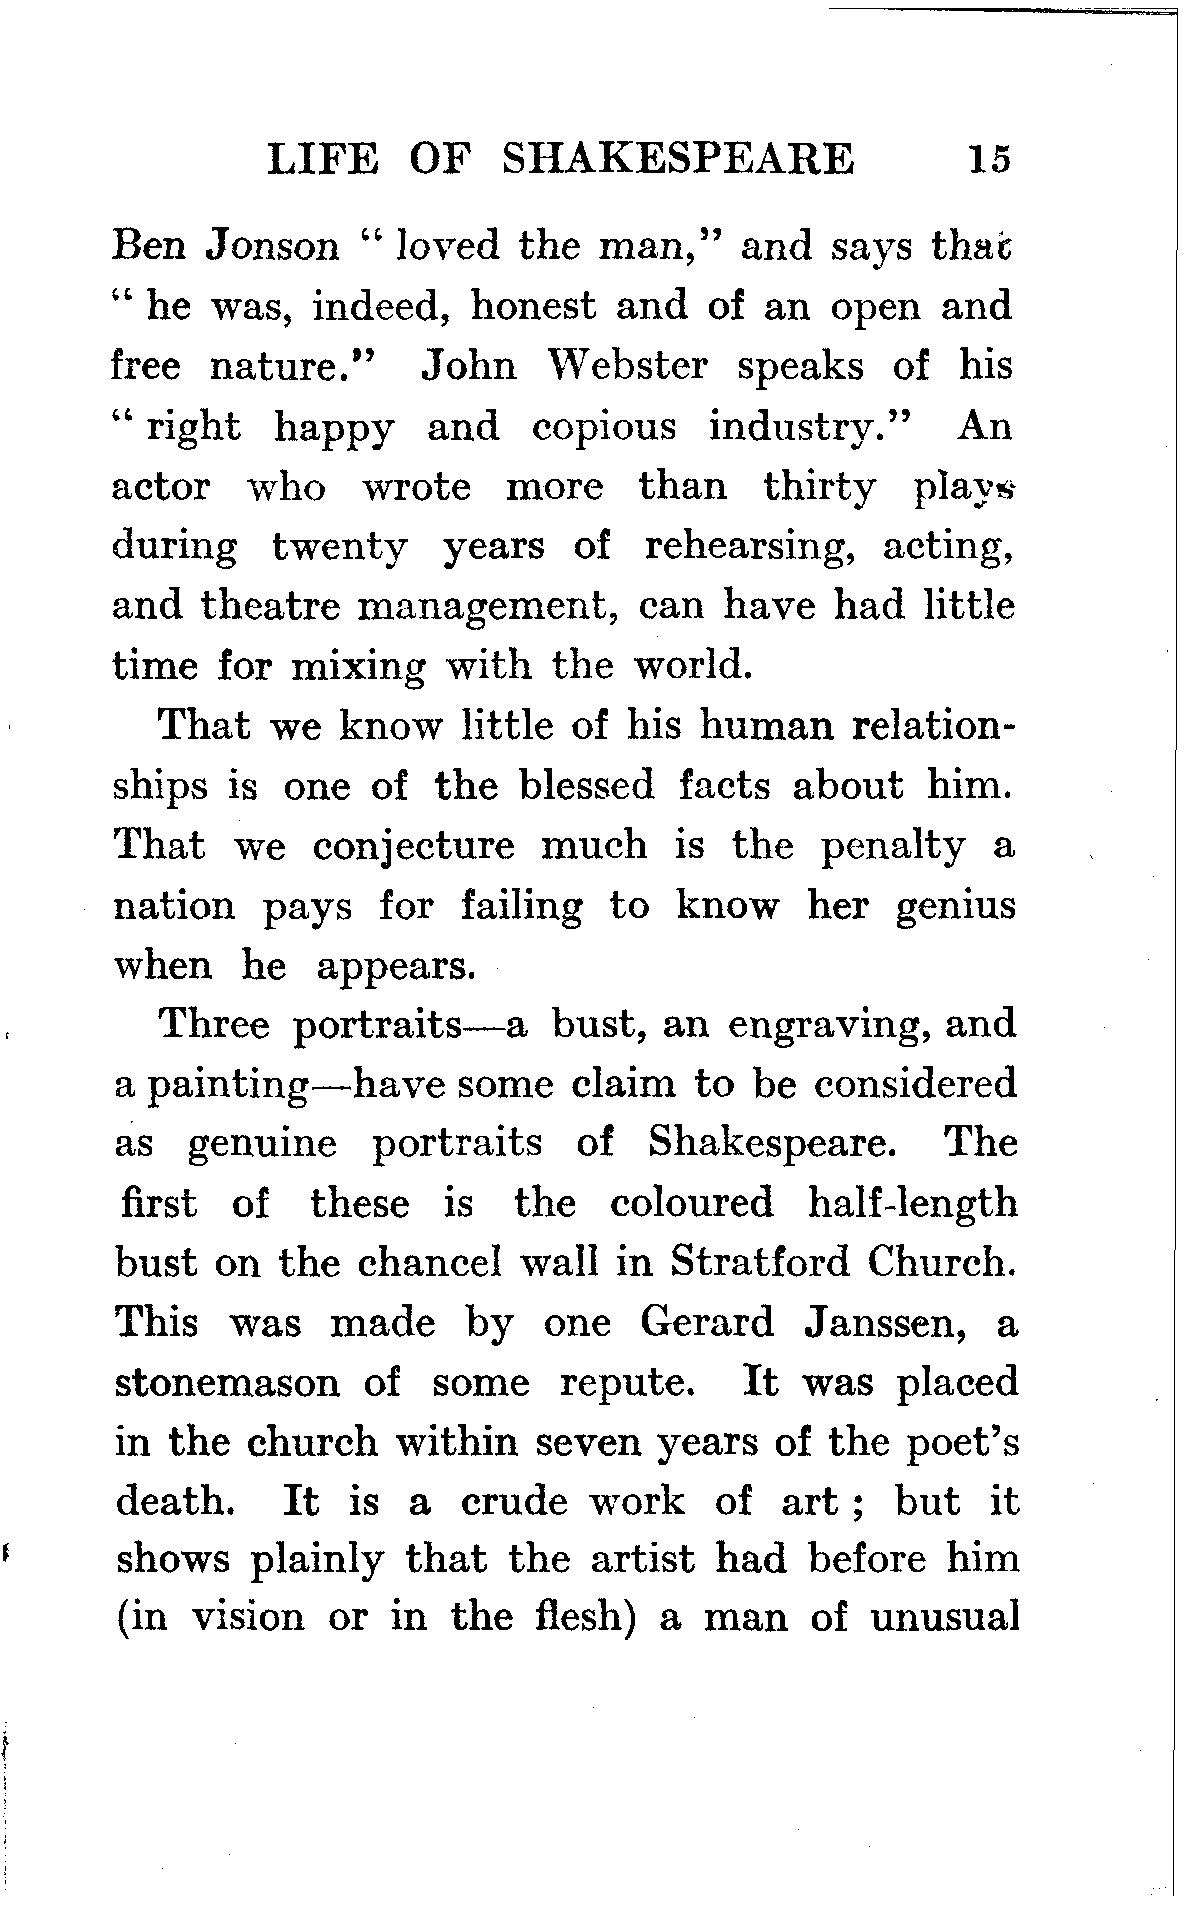 LIFE OF SHAKESPEARE 15
Ben Jonson “ loved the man,” and says that
“ he was, indeed, honest and of an open and
free nature.” John Webster speaks of his
“ right happy and copious industry.” An
actor who wrote more than thirty plays
during twenty years of rehearsing, acting,
and theatre management, can have had little
time for mixing with the world.
That we know little of his human relation-
ships is one of the blessed facts about him.
That we conjecture much is the penalty a
nation pays for failing to know her genius
when he appears.
Three portraits—a bust, an engraving, and
a painting—have some claim to be considered
as genuine portraits of Shakespeare. The
first of these is the coloured half-length
bust on the chancel wall in Stratford Church.
This was made by one Gerard Janssen, a
stonemason of some repute. It was placed
in the church within seven years of the poet’s
death. It is a crude work of art ; but it
shows plainly that the artist had before him
(in vision or in the flesh) a man of unusual